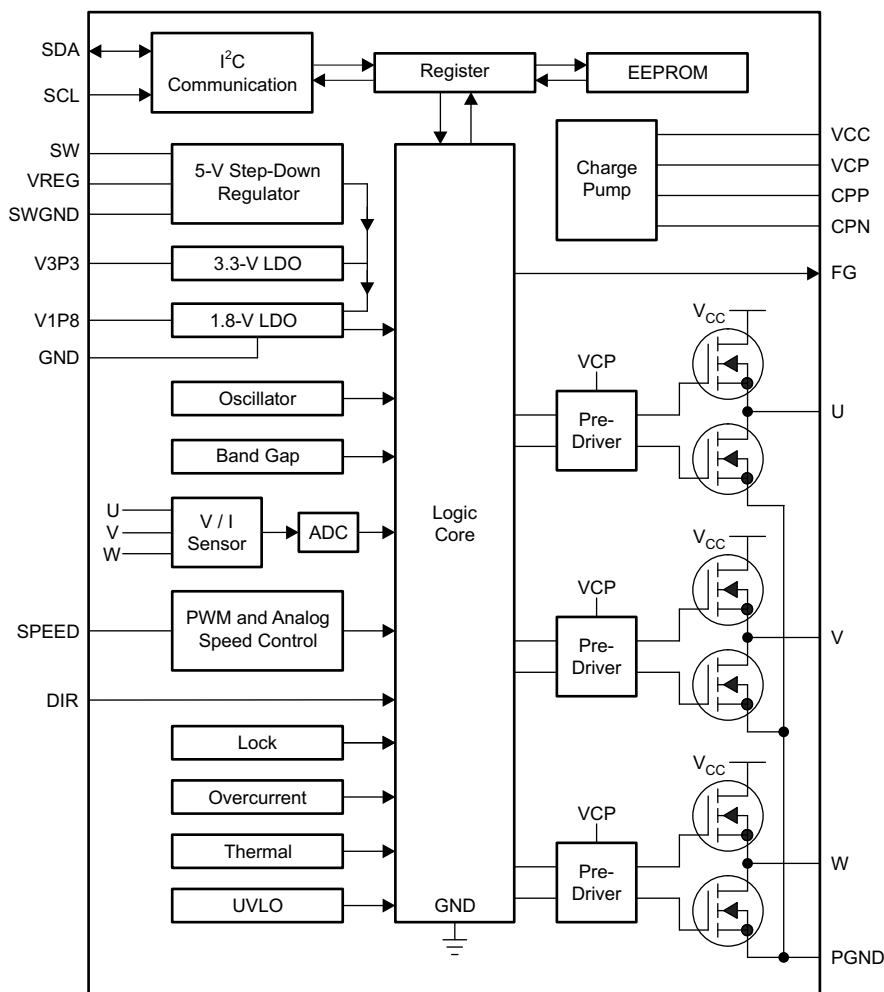 SDA
SCL
I²C
Communication
Register
EEPROM
SW
VREG
SWGND
5-V Step-Down
Regulator
V3P3
3.3-V LDO
V1P8
1.8-V LDO
GND
Oscillator
Band Gap
U
V
W
V / I
Sensor
ADC
SPEED
PWM and Analog
Speed Control
DIR
Lock
Overcurrent
Thermal
UVLO
Logic
Core
GND
Charge
Pump
VCC
VCP
CPP
CPN
FG
VCC
VCP
Pre-
Driver
U
VCC
VCP
Pre-
Driver
V
VCC
VCP
Pre-
Driver
W
PGND